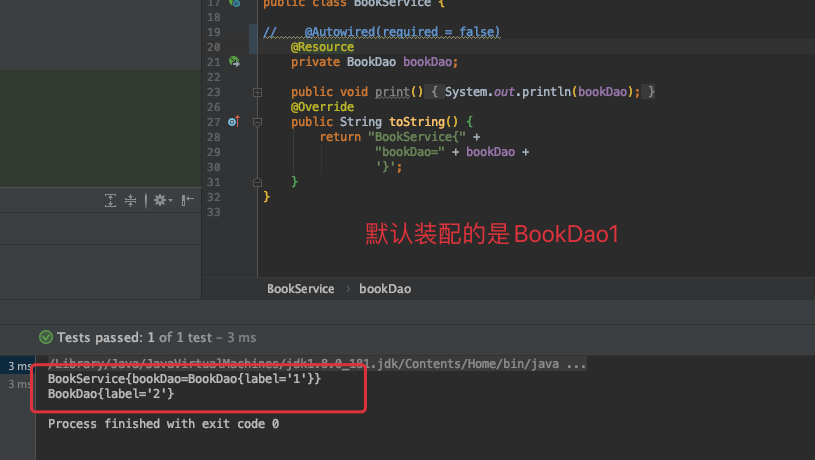 17 public class BookService {
18
19 //    @Autowired(required = false)
20 @Resource
21 private BookDao bookDao;
22
23 public void print() { System.out.println(bookDao); }
26 @Override
27 public String toString() {
28 return "BookService{" +
29 "bookDao=" + bookDao +
30 '}';
31 }
32 }
33
默认装配的是BookDao1
BookService › bookDao
Tests passed: 1 of 1 test – 3 ms
3 ms /Library/Java/JavaVirtualMachines/jdk1.8.0_181.jdk/Contents/Home/bin/java ...
3 ms BookService{bookDao=BookDao{label='1'}}
BookDao{label='2'}
Process finished with exit code 0